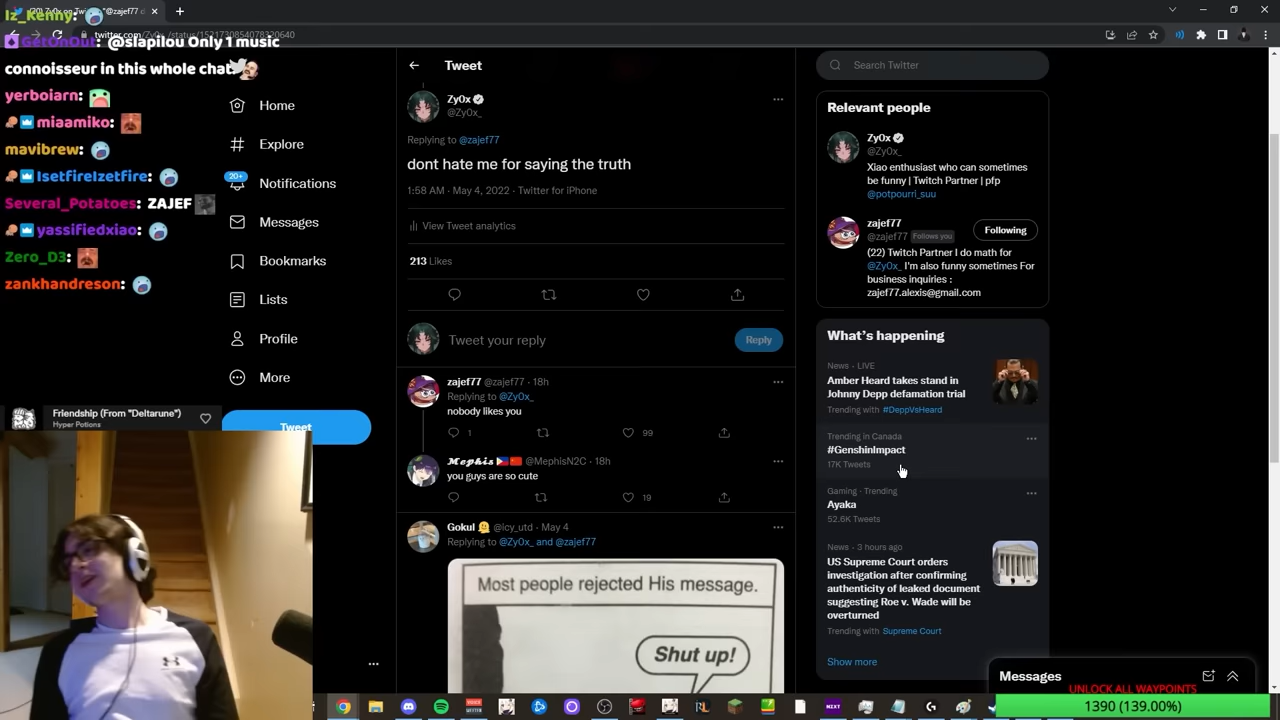 Iz_Kenny:
GetOnOut: @slapilou Only 1 music
connoisseur in this whole chat
yerboiarn:
miaamiko:
mavibrew:
IsetfireIzetfire:
Several_Potatoes: ZAJEF
yassifiedxiao:
Zero_D3:
zankhandreson:
Home
Explore
20+
Notifications
Messages
Bookmarks
Lists
Profile
More
Tweet
Friendship (From "Deltarune")
Hyper Potions
Tweet
Zy0x
@Zy0x_
Replying to @zajef77
dont hate me for saying the truth
1:58 AM · May 4, 2022 · Twitter for iPhone
View Tweet analytics
213 Likes
Tweet your reply
Reply
zajef77 @zajef77 · 18h
Replying to @Zy0x_
nobody likes you
1
99
Mephis @MephisN2C · 18h
you guys are so cute
19
Gokul @Icy_utd · May 4
Replying to @Zy0x_ and @zajef77
Most people rejected His message.
Shut up!
Search Twitter
Relevant people
Zy0x
@Zy0x_
Xiao enthusiast who can sometimes
be funny | Twitch Partner | pfp
@potpourri_suu
zajef77
@zajef77 Follows you
Following
(22) Twitch Partner I do math for
@Zy0x_ I'm also funny sometimes For
business inquiries :
zajef77.alexis@gmail.com
What's happening
News · LIVE
Amber Heard takes stand in
Johnny Depp defamation trial
Trending with #DeppVsHeard
Trending in Canada
#GenshinImpact
17K Tweets
Gaming · Trending
Ayaka
52.6K Tweets
News · 3 hours ago
US Supreme Court orders
investigation after confirming
authenticity of leaked document
suggesting Roe v. Wade will be
overturned
Trending with Supreme Court
Show more
Messages
UNLOCK ALL WAYPOINTS
1390 (139.00%)